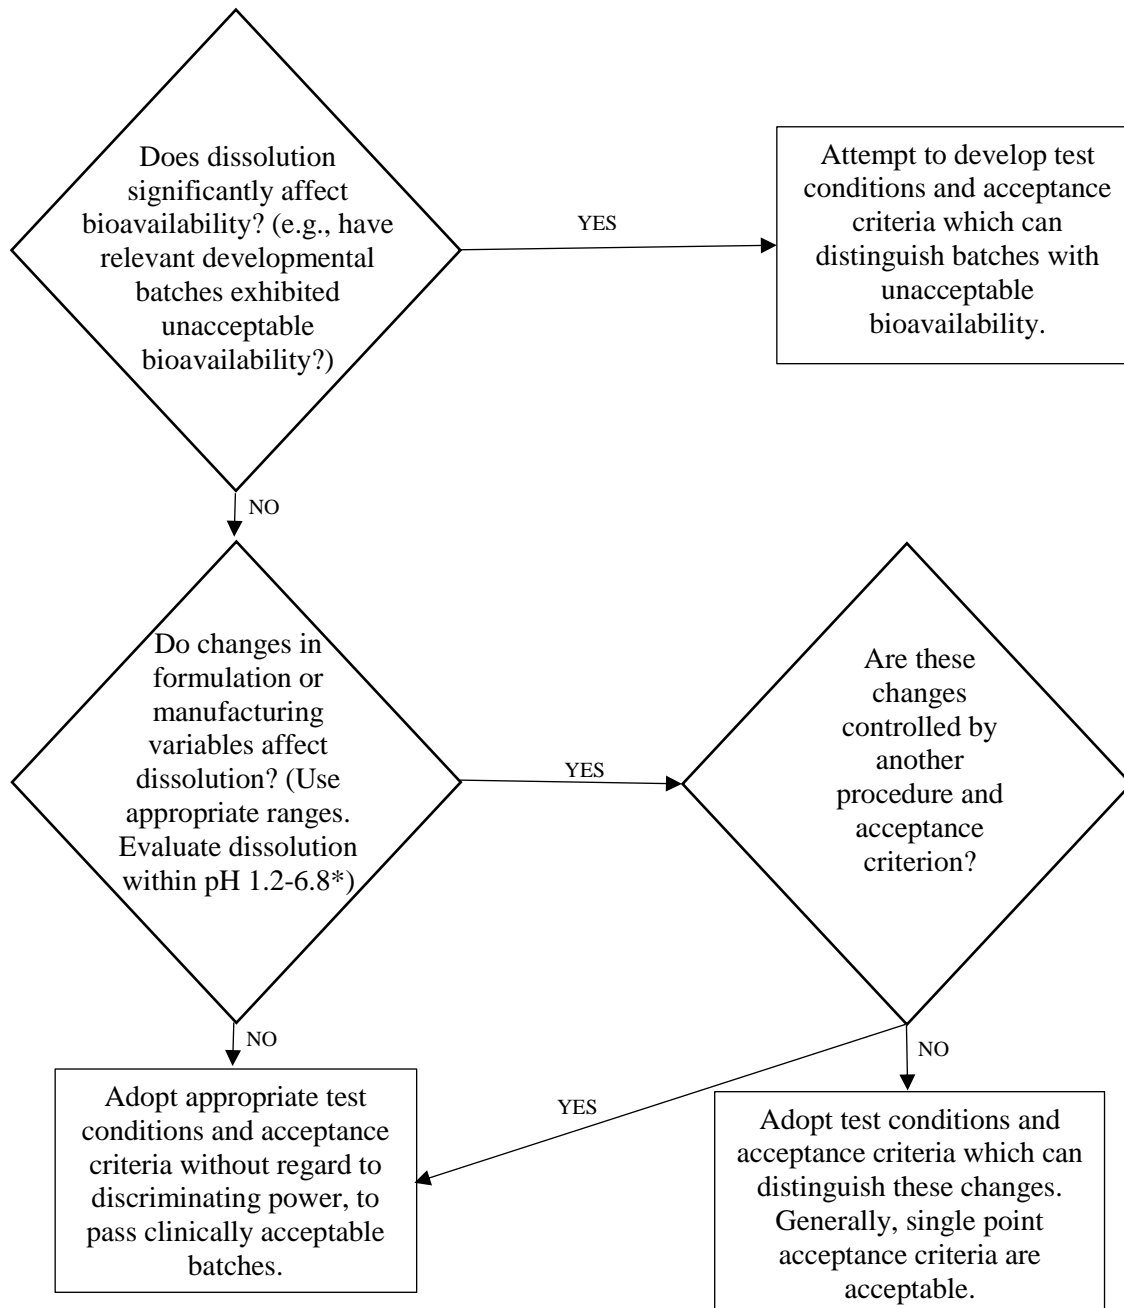 Does dissolution
significantly affect
bioavailability? (e.g., have
relevant developmental
batches exhibited
unacceptable
bioavailability?)
YES
Attempt to develop test
conditions and acceptance
criteria which can
distinguish batches with
unacceptable
bioavailability.
NO
Do changes in
formulation or
manufacturing
variables affect
dissolution? (Use
appropriate ranges.
Evaluate dissolution
within pH 1.2-6.8*)
YES
Are these
changes
controlled by
another
procedure and
acceptance
criterion?
NO
YES
NO
Adopt appropriate test
conditions and acceptance
criteria without regard to
discriminating power, to
pass clinically acceptable
batches.
Adopt test conditions and
acceptance criteria which can
distinguish these changes.
Generally, single point
acceptance criteria are
acceptable.